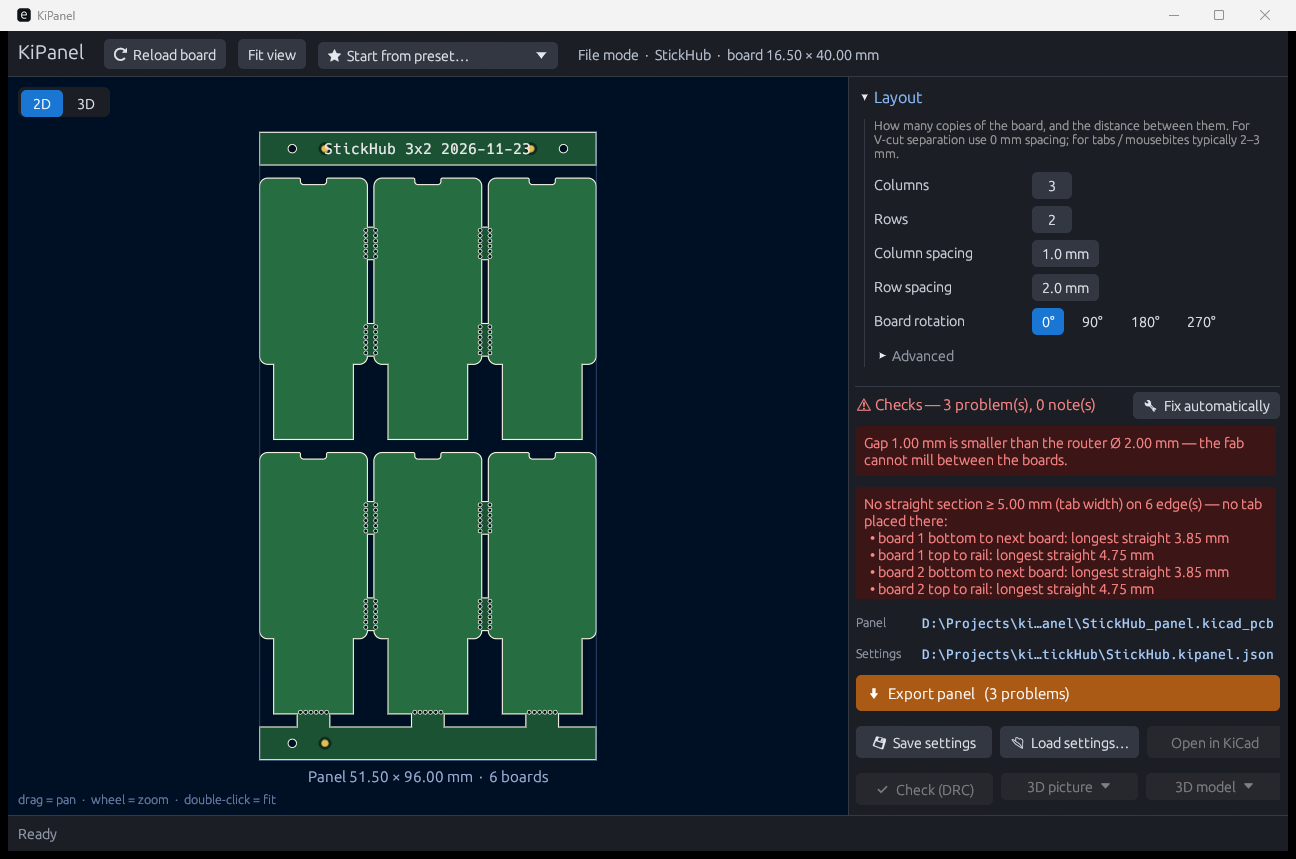 KiPanel
KiPanel
Reload board
Fit view
Start from preset…
File mode · StickHub · board 16.50 × 40.00 mm
2D
3D
StickHub 3x2 2026-11-23
Panel 51.50 × 96.00 mm · 6 boards
drag = pan · wheel = zoom · double-click = fit
Layout
How many copies of the board, and the distance between them. For
V-cut separation use 0 mm spacing; for tabs / mousebites typically 2–3
mm.
Columns
3
Rows
2
Column spacing
1.0 mm
Row spacing
2.0 mm
Board rotation
0°
90°
180°
270°
Advanced
Checks — 3 problem(s), 0 note(s)
Fix automatically
Gap 1.00 mm is smaller than the router Ø 2.00 mm — the fab
cannot mill between the boards.
No straight section ≥ 5.00 mm (tab width) on 6 edge(s) — no tab
placed there:
• board 1 bottom to next board: longest straight 3.85 mm
• board 1 top to rail: longest straight 4.75 mm
• board 2 bottom to next board: longest straight 3.85 mm
• board 2 top to rail: longest straight 4.75 mm
Panel
D:\Projects\ki…anel\StickHub_panel.kicad_pcb
Settings
D:\Projects\ki…tickHub\StickHub.kipanel.json
Export panel (3 problems)
Save settings
Load settings…
Open in KiCad
Check (DRC)
3D picture
3D model
Ready